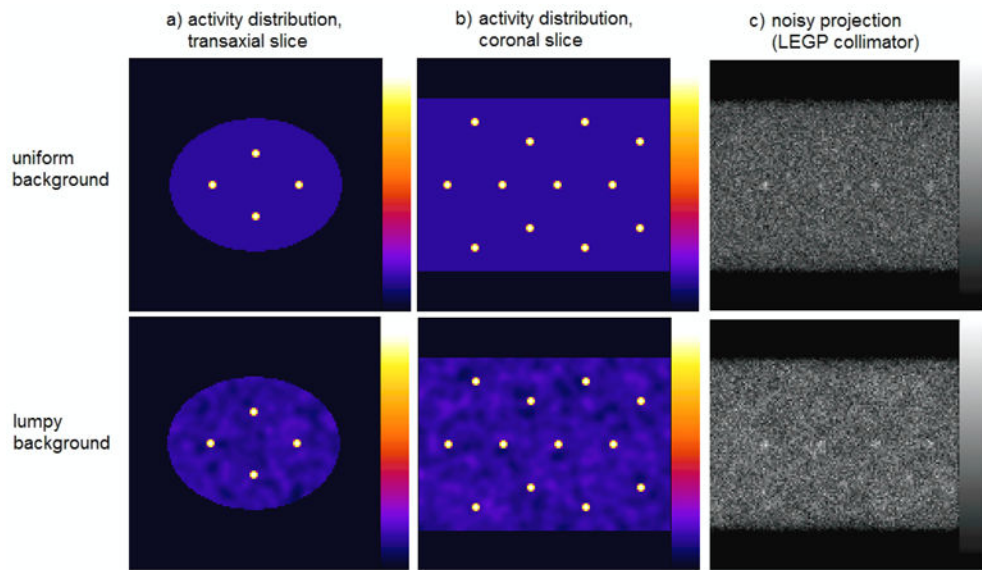 a) activity distribution,
transaxial slice
b) activity distribution,
coronal slice
c) noisy projection
(LEGP collimator)
uniform
background
lumpy
background